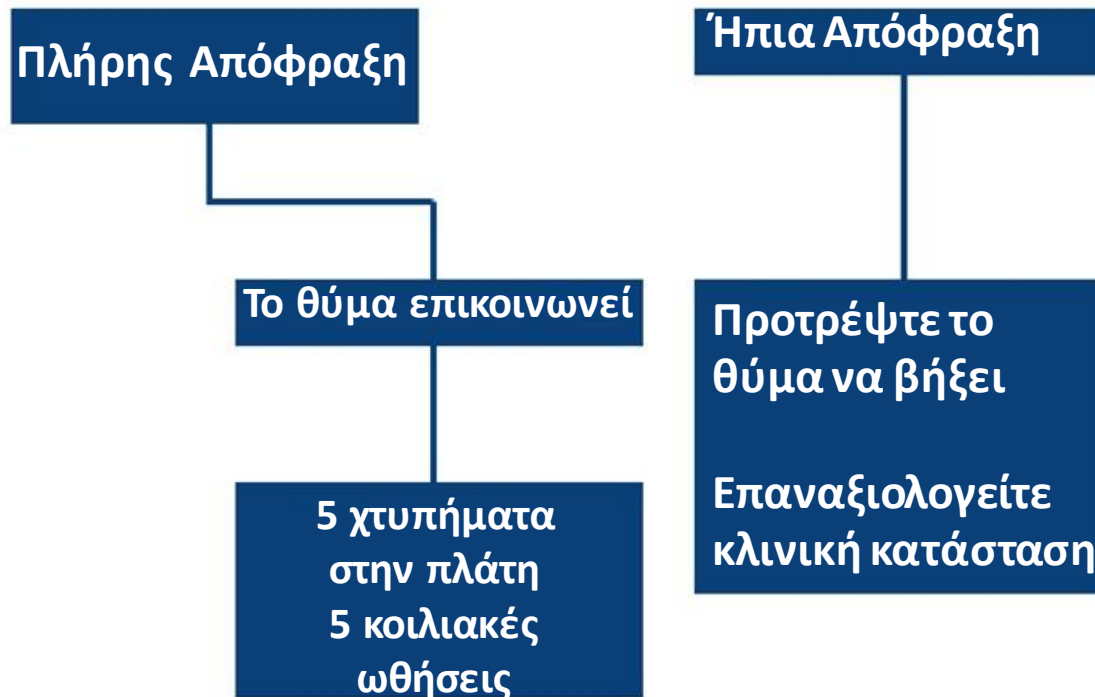 Πλήρης Απόφραξη
Το θύμα επικοινωνεί
5 χτυπήματα
στην πλάτη
5 κοιλιακές
ωθήσεις
Ήπια Απόφραξη
Προτρέψτε το
θύμα να βήξει
Επαναξιολογείτε
κλινική κατάσταση